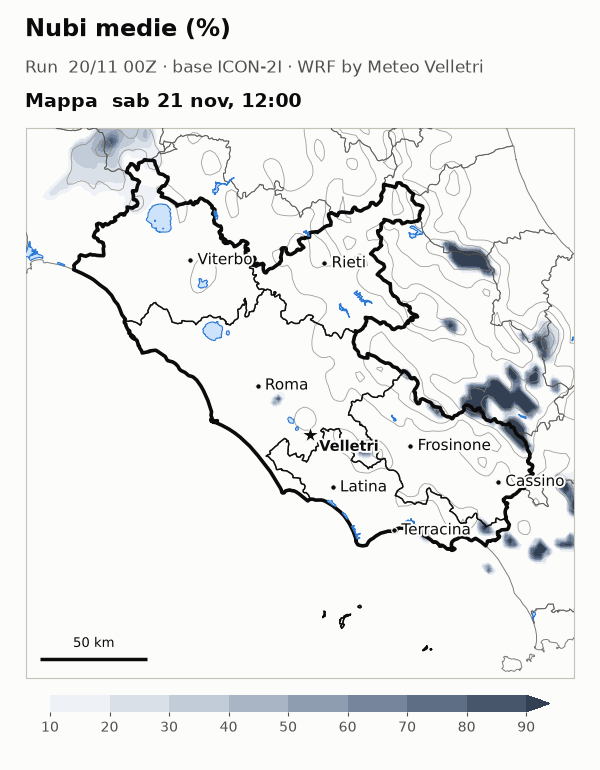 Nubi medie (%)
Run  20/11 00Z · base ICON-2I · WRF by Meteo Velletri
Mappa  sab 21 nov, 12:00
Viterbo
Rieti
Roma
Velletri
Frosinone
Latina
Cassino
Terracina
50 km
10 20 30 40 50 60 70 80 90